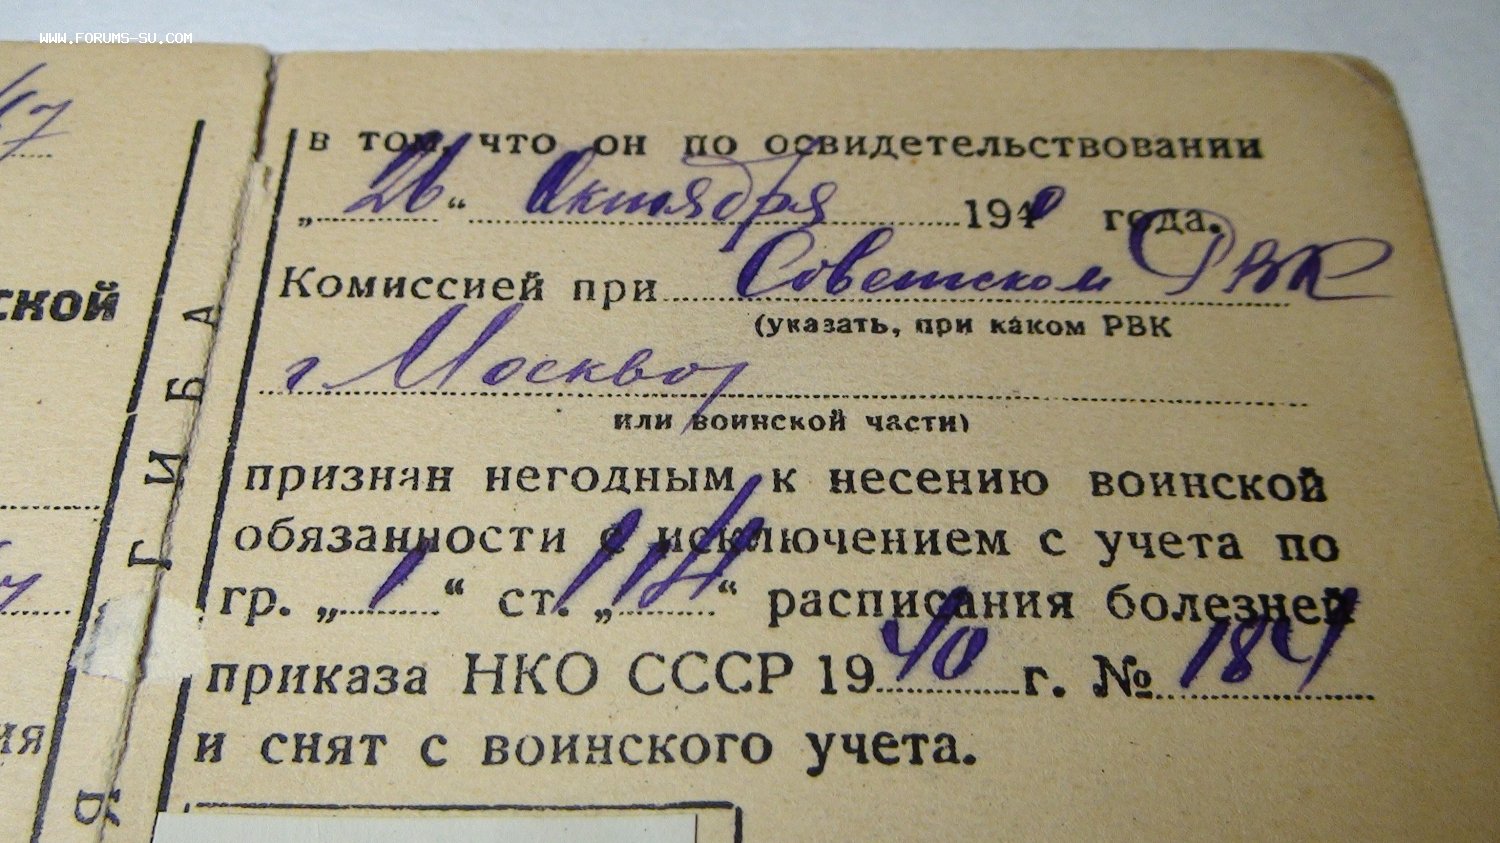 WWW.FORUMS-SU.COM
в том, что он по освидетельствовании
„26“ Октября 1940 года.
Комиссией при Советском РВК
(указать, при каком РВК
г Москвы
или воинской части)
признан негодным к несению воинской
обязанности с исключением с учета по
гр. „1“ ст. „114“ расписания болезней
приказа НКО СССР 1940 г. № 184
и снят с воинского учета.
ской
ия
ГИБА